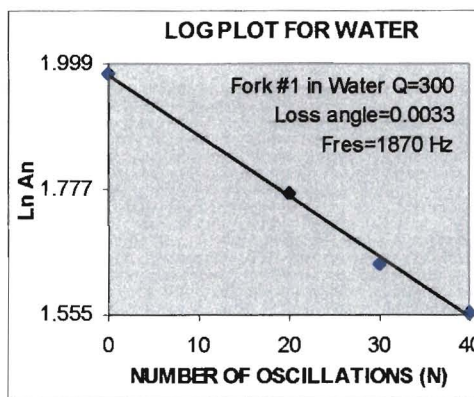 LOG PLOT FOR WATER
Fork #1 in Water Q=300
Loss angle=0.0033
Fres=1870 Hz
Ln An
1.999
1.777
1.555
0 10 20 30 40
NUMBER OF OSCILLATIONS (N)